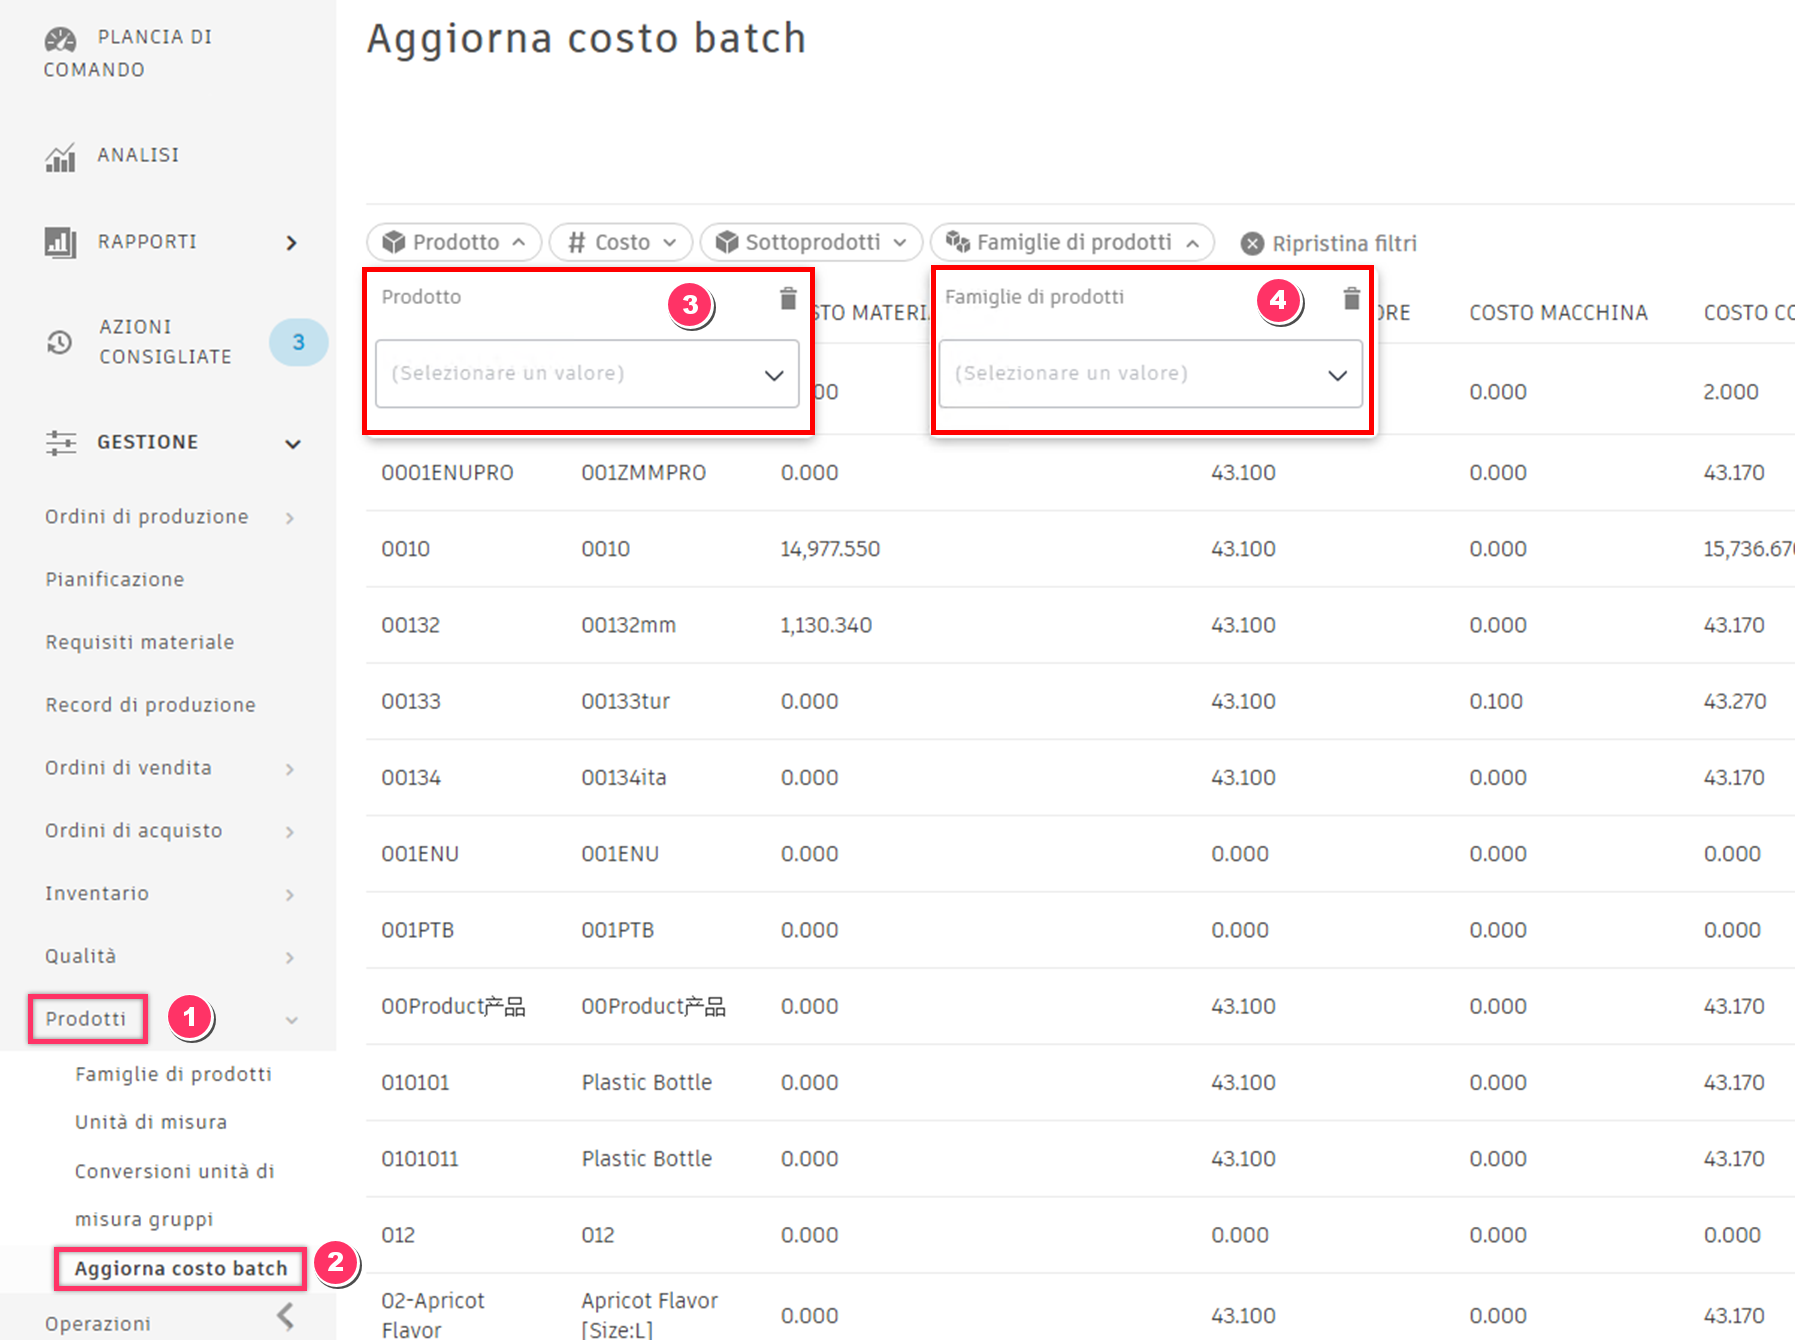 PLANCIA DI
COMANDO
ANALISI
RAPPORTI
AZIONI
CONSIGLIATE
3
GESTIONE
Ordini di produzione
Pianificazione
Requisiti materiale
Record di produzione
Ordini di vendita
Ordini di acquisto
Inventario
Qualità
Prodotti
1
Famiglie di prodotti
Unità di misura
Conversioni unità di
misura gruppi
Aggiorna costo batch
2
Operazioni
Aggiorna costo batch
Prodotto
# Costo
Sottoprodotti
Famiglie di prodotti
Ripristina filtri
Prodotto
3
(Selezionare un valore)
Famiglie di prodotti
4
(Selezionare un valore)
COSTO MACCHINA
0.000 2.000
0001ENUPRO 001ZMMPRO 0.000 43.100 0.000 43.170
0010 0010 14,977.550 43.100 0.000 15,736.670
00132 00132mm 1,130.340 43.100 0.000 43.170
00133 00133tur 0.000 43.100 0.100 43.270
00134 00134ita 0.000 43.100 0.000 43.170
001ENU 001ENU 0.000 0.000 0.000 0.000
001PTB 001PTB 0.000 0.000 0.000 0.000
00Product产品 00Product产品 0.000 43.100 0.000 43.170
010101 Plastic Bottle 0.000 43.100 0.000 43.170
0101011 Plastic Bottle 0.000 43.100 0.000 43.170
012 012 0.000 0.000 0.000 0.000
02-Apricot Apricot Flavor 0.000 43.100 0.000 43.170
Flavor [Size:L]